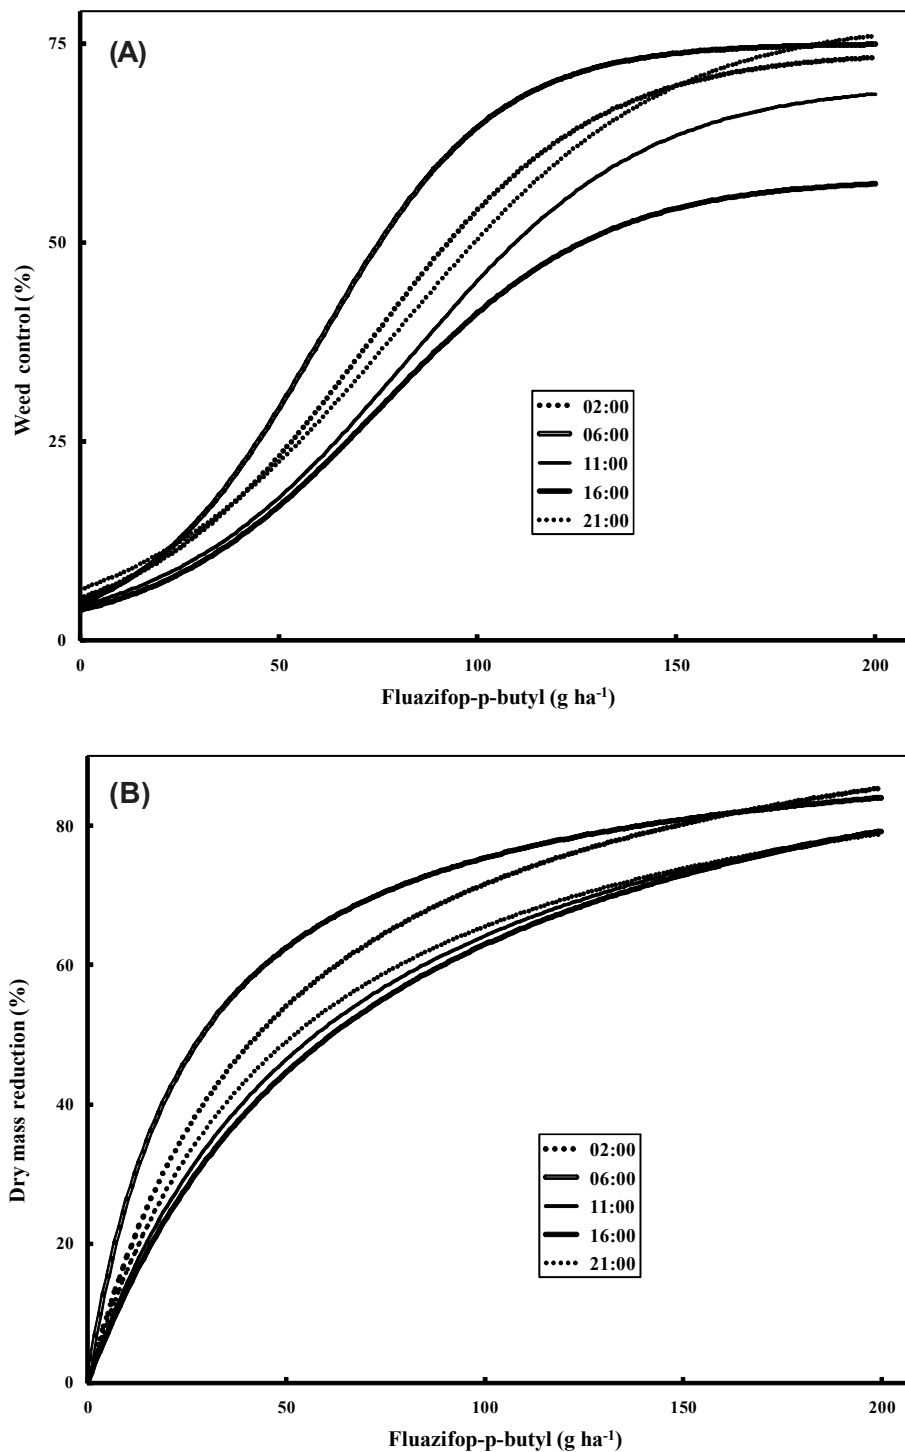 (A)
75
50
25
0
Weed control (%)
02:00
06:00
11:00
16:00
21:00
0 50 100 150 200
Fluazifop-p-butyl (g ha⁻¹)
(B)
80
60
40
20
0
Dry mass reduction (%)
02:00
06:00
11:00
16:00
21:00
0 50 100 150 200
Fluazifop-p-butyl (g ha⁻¹)